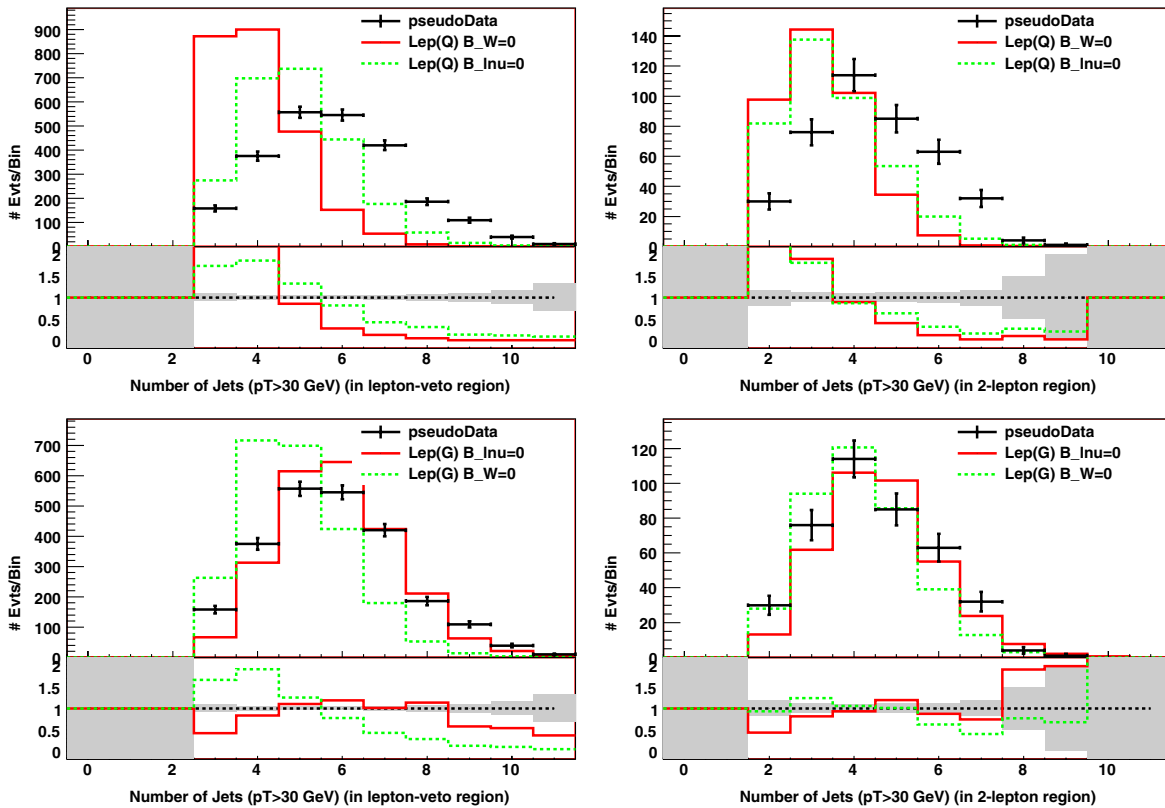 # Evts/Bin
900
800
700
600
500
400
300
200
100
0
pseudoData
Lep(Q) B_W=0
Lep(Q) B_lnu=0
2
1.5
1
0.5
0
0 2 4 6 8 10
Number of Jets (pT>30 GeV) (in lepton-veto region)
# Evts/Bin
140
120
100
80
60
40
20
0
pseudoData
Lep(Q) B_W=0
Lep(Q) B_lnu=0
2
1.5
1
0.5
0
0 2 4 6 8 10
Number of Jets (pT>30 GeV) (in 2-lepton region)
# Evts/Bin
700
600
500
400
300
200
100
0
pseudoData
Lep(G) B_lnu=0
Lep(G) B_W=0
2
1.5
1
0.5
0
0 2 4 6 8 10
Number of Jets (pT>30 GeV) (in lepton-veto region)
# Evts/Bin
120
100
80
60
40
20
0
pseudoData
Lep(G) B_lnu=0
Lep(G) B_W=0
2
1.5
1
0.5
0
0 2 4 6 8 10
Number of Jets (pT>30 GeV) (in 2-lepton region)